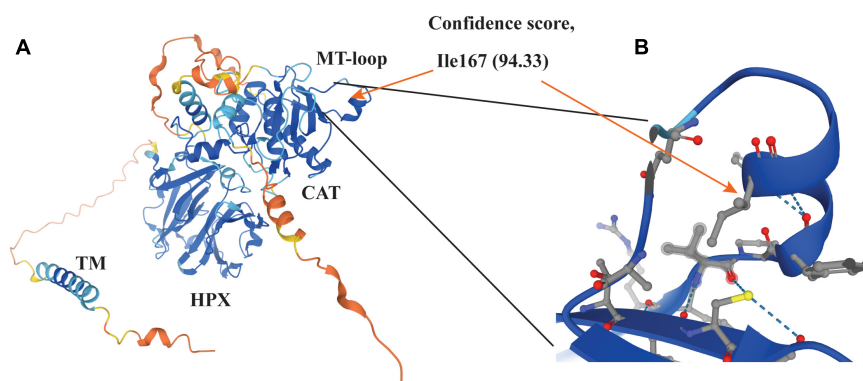 A
Confidence score,
Ile167 (94.33)
B
MT-loop
CAT
TM
HPX